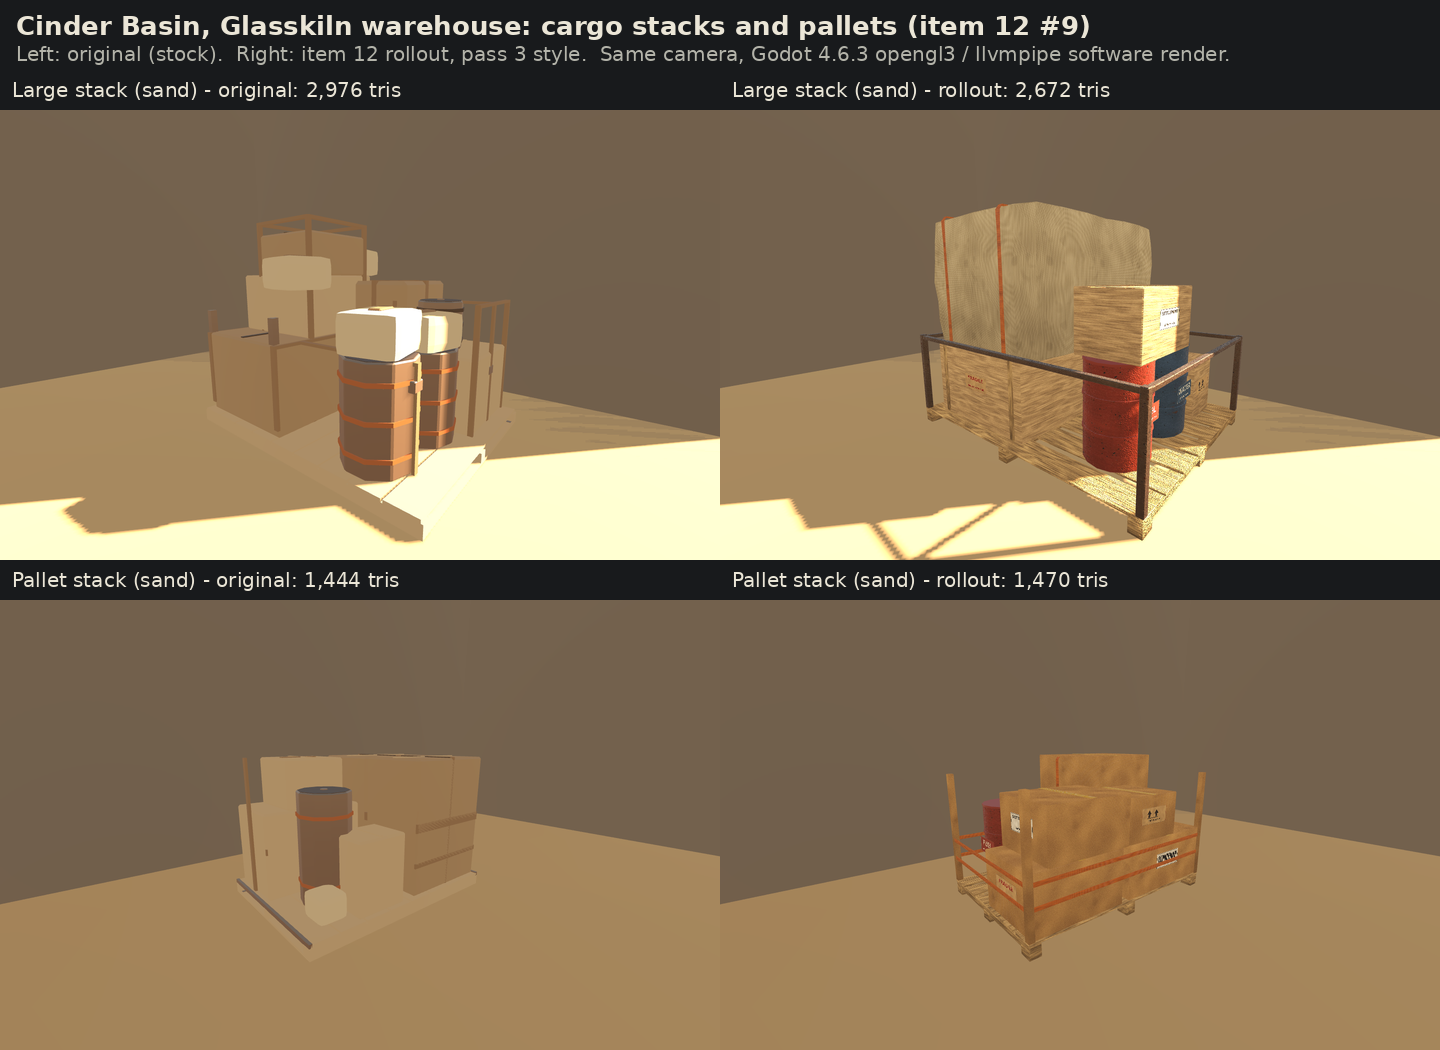 Cinder Basin, Glasskiln warehouse: cargo stacks and pallets (item 12 #9)
Left: original (stock).  Right: item 12 rollout, pass 3 style.  Same camera, Godot 4.6.3 opengl3 / llvmpipe software render.
Large stack (sand) - original: 2,976 tris
Large stack (sand) - rollout: 2,672 tris
Pallet stack (sand) - original: 1,444 tris
Pallet stack (sand) - rollout: 1,470 tris